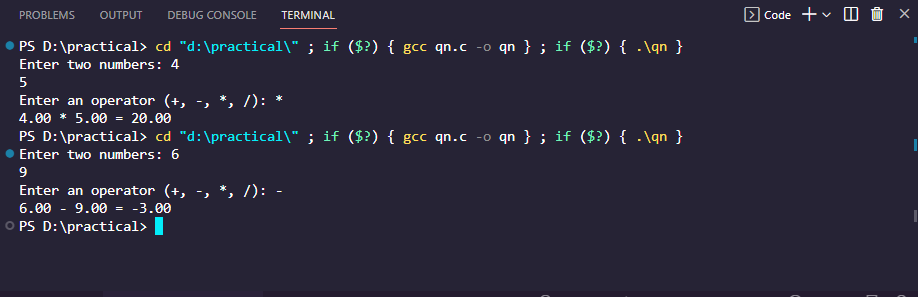 PROBLEMS OUTPUT DEBUG CONSOLE TERMINAL Code
PS D:\practical> cd "d:\practical\" ; if ($?) { gcc qn.c -o qn } ; if ($?) { .\qn }
Enter two numbers: 4
5
Enter an operator (+, -, *, /): *
4.00 * 5.00 = 20.00
PS D:\practical> cd "d:\practical\" ; if ($?) { gcc qn.c -o qn } ; if ($?) { .\qn }
Enter two numbers: 6
9
Enter an operator (+, -, *, /): -
6.00 - 9.00 = -3.00
PS D:\practical>